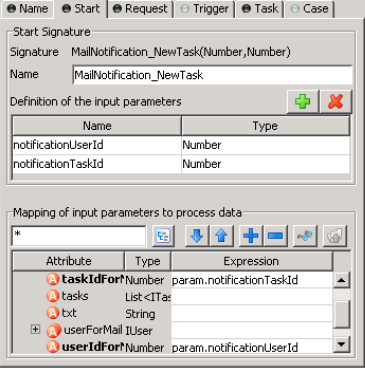 Name Start Request Trigger Task Case
Start Signature
Signature MailNotification_NewTask(Number,Number)
Name MailNotification_NewTask
Definition of the input parameters
Name Type
notificationUserId Number
notificationTaskId Number
Mapping of input parameters to process data
*
Attribute Type Expression
taskIdForM Number param.notificationTaskId
tasks List<ITas
txt String
userForMail IUser
userIdForM Number param.notificationUserId